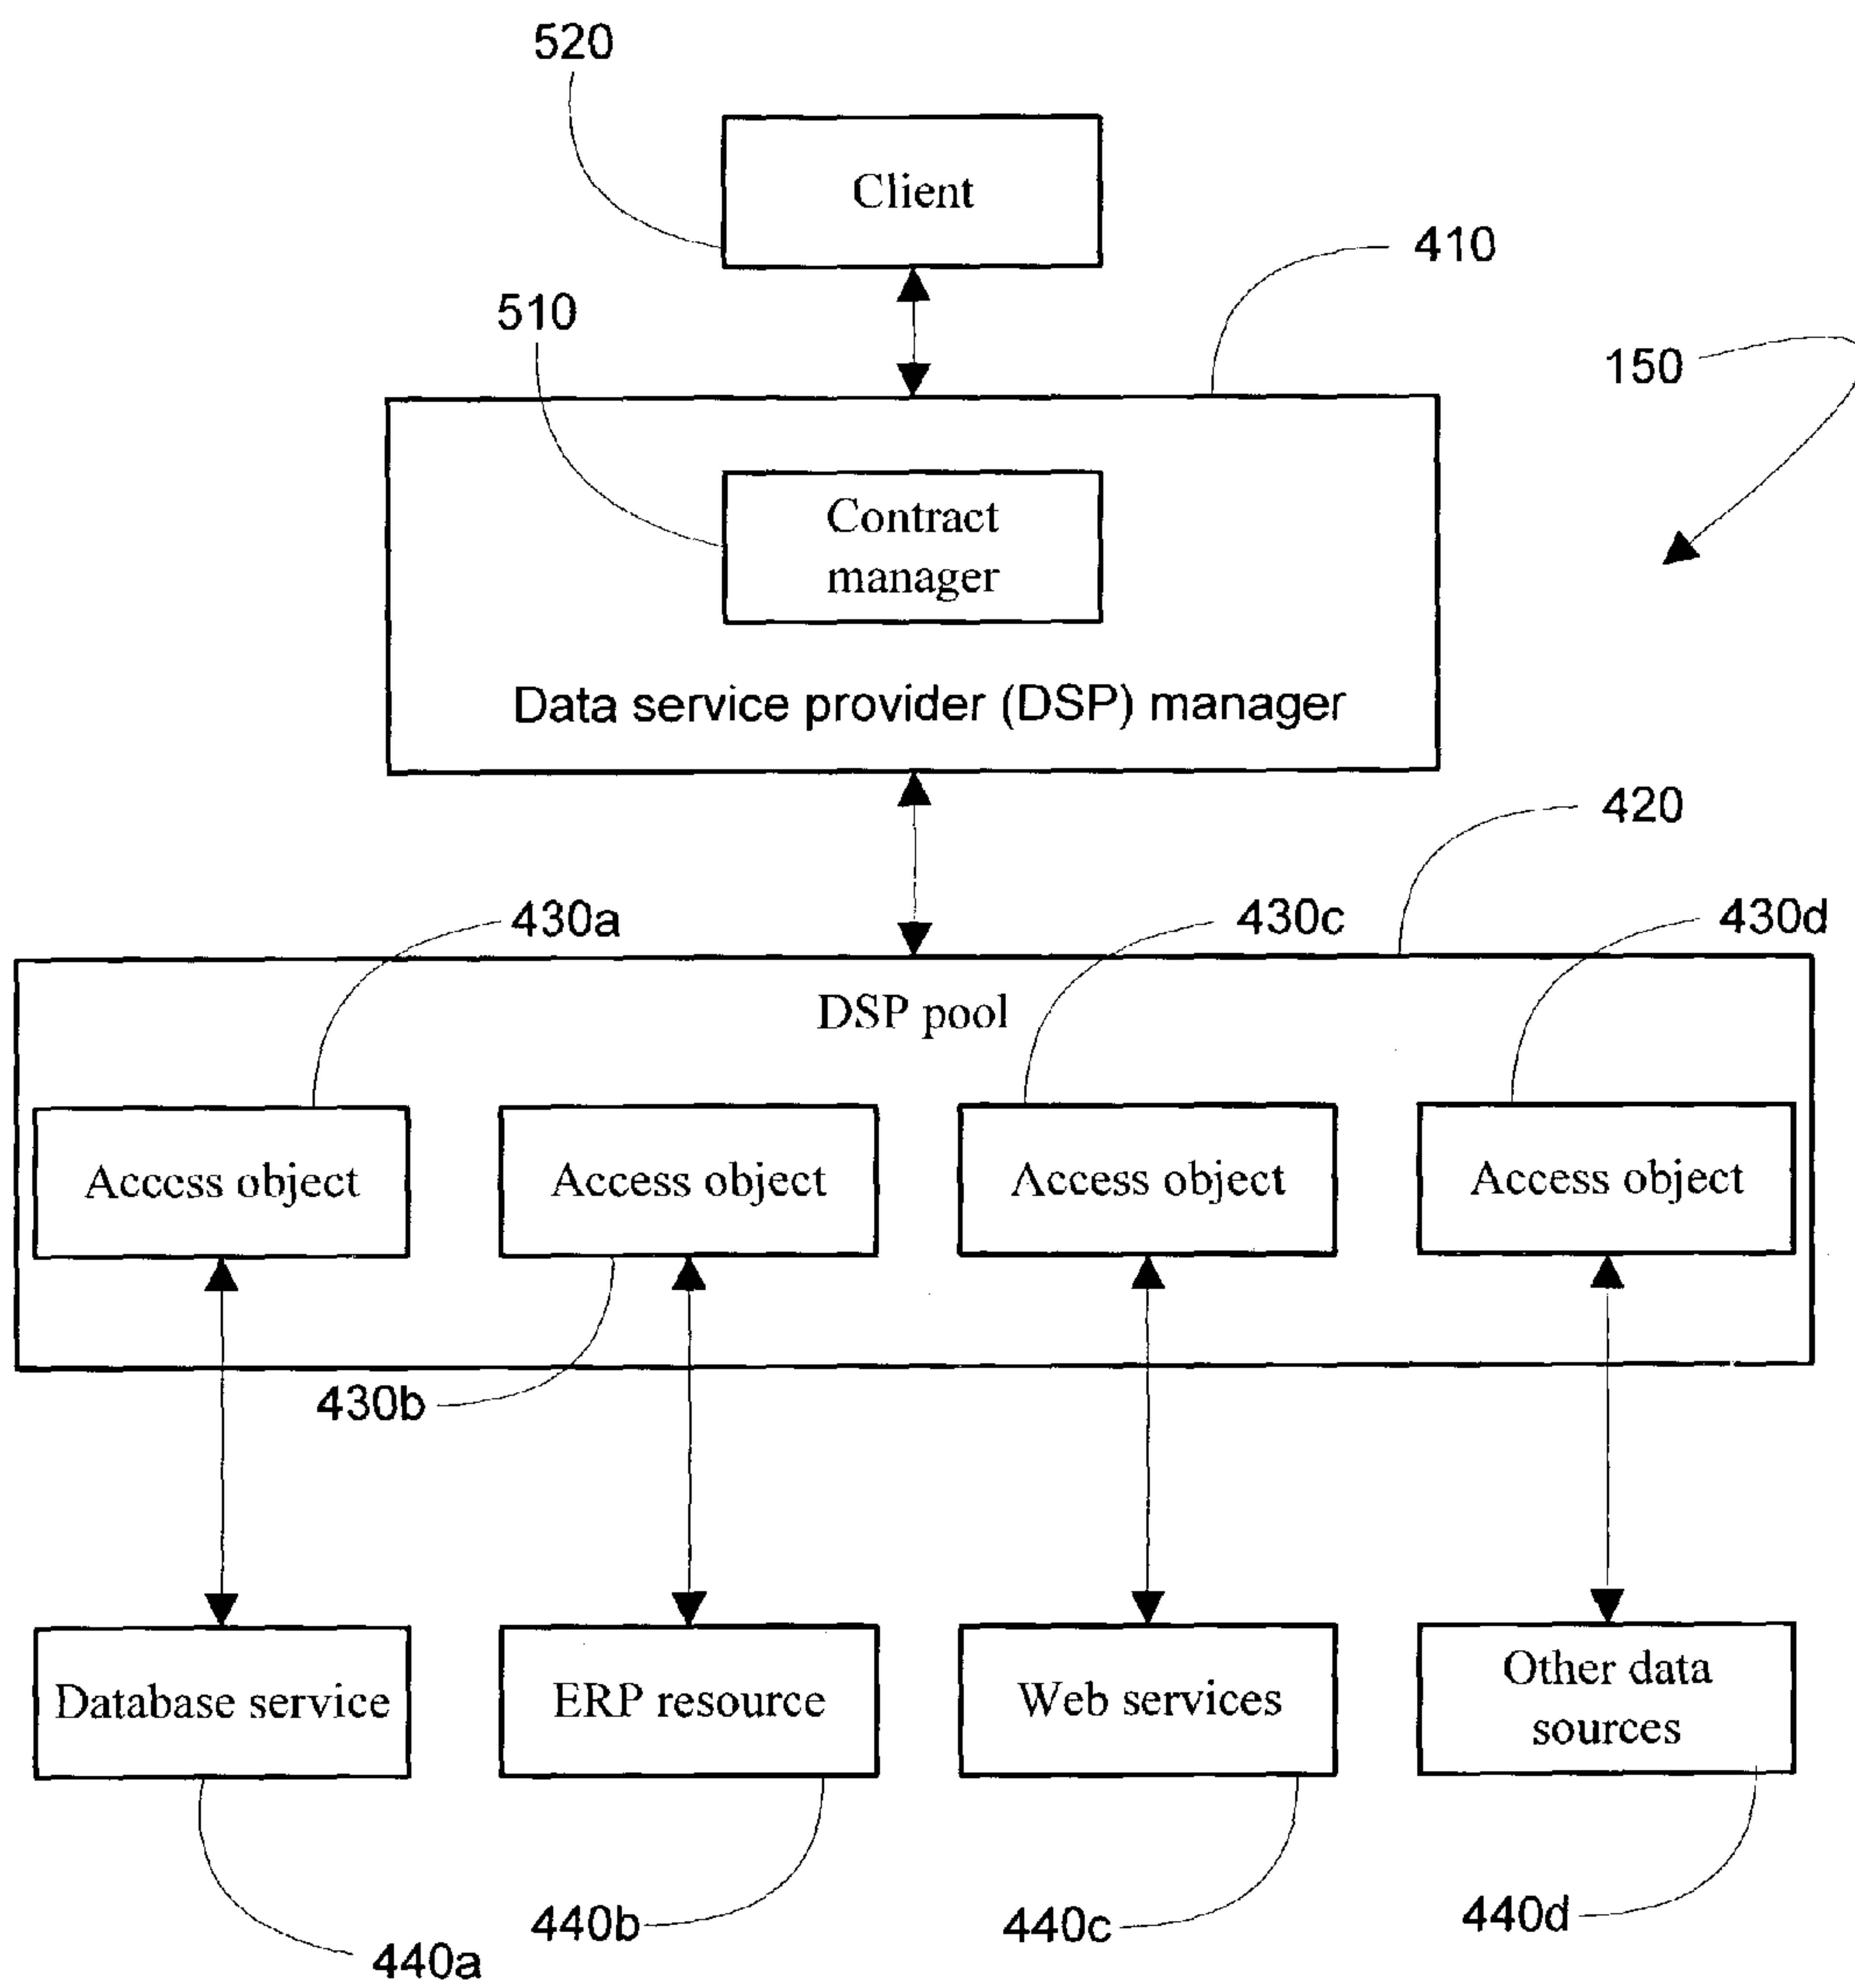 520
Client
410
510
150
Contract
manager
Data service provider (DSP) manager
420
430a
430c
430d
DSP pool
Access object
Access object
Access object
Access object
430b
Database service
ERP resource
Web services
Other data
sources
440a
440b
440c
440d